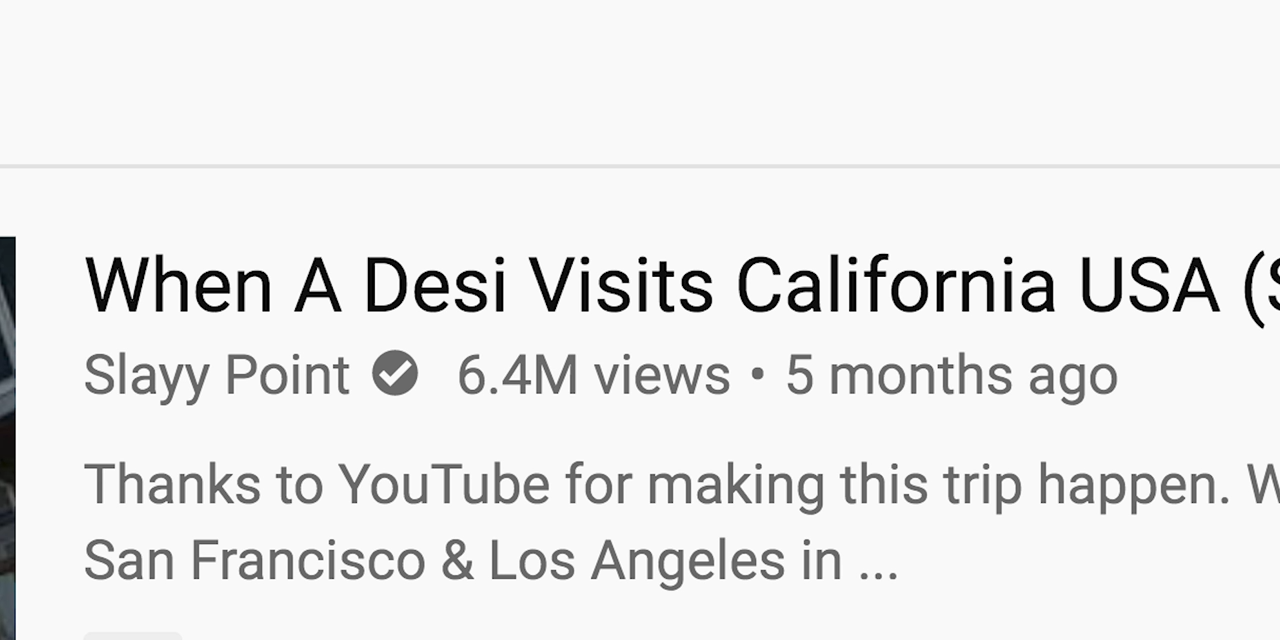 When A Desi Visits California USA (
Slayy Point 6.4M views • 5 months ago
Thanks to YouTube for making this trip happen.
San Francisco & Los Angeles in ...